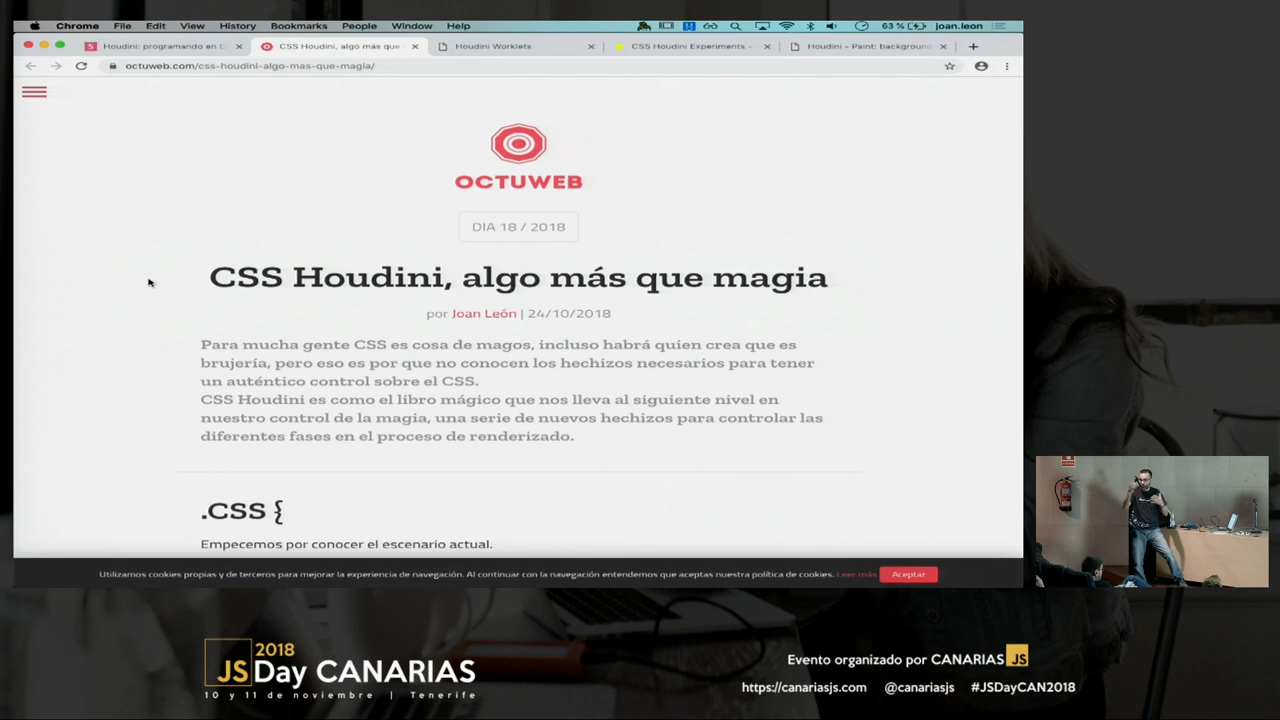 Chrome File Edit View History Bookmarks People Window Help 63 % joan.leon
Houdini: programando en C
CSS Houdini, algo más que
Houdini Worklets
CSS Houdini Experiments -
Houdini - Paint: background
octuweb.com/css-houdini-algo-mas-que-magia/
OCTUWEB
DIA 18 / 2018
CSS Houdini, algo más que magia
por Joan León | 24/10/2018
Para mucha gente CSS es cosa de magos, incluso habrá quien crea que es
brujería, pero eso es por que no conocen los hechizos necesarios para tener
un auténtico control sobre el CSS.
CSS Houdini es como el libro mágico que nos lleva al siguiente nivel en
nuestro control de la magia, una serie de nuevos hechizos para controlar las
diferentes fases en el proceso de renderizado.
.CSS {
Empecemos por conocer el escenario actual.
Utilizamos cookies propias y de terceros para mejorar la experiencia de navegación. Al continuar con la navegación entendemos que aceptas nuestra política de cookies. Leer más Aceptar
2018
JSDay CANARIAS
10 y 11 de noviembre | Tenerife
Evento organizado por CANARIAS JS
https://canariasjs.com @canariasjs #JSDayCAN2018